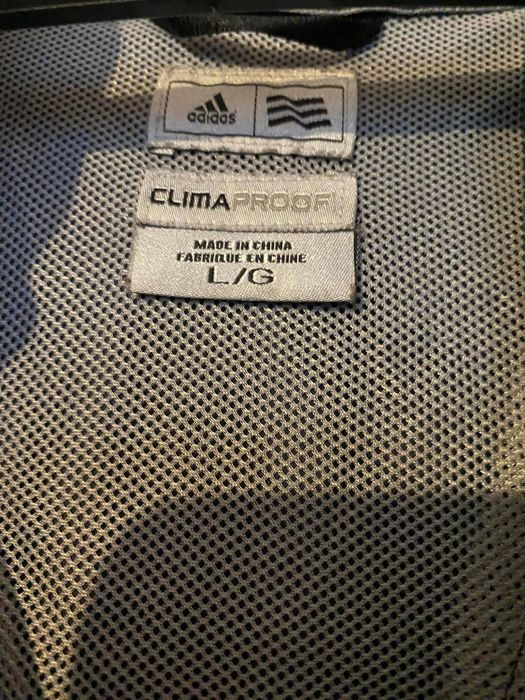 adidas
CLIMAPROOF
MADE IN CHINA
FABRIQUE EN CHINE
L/G